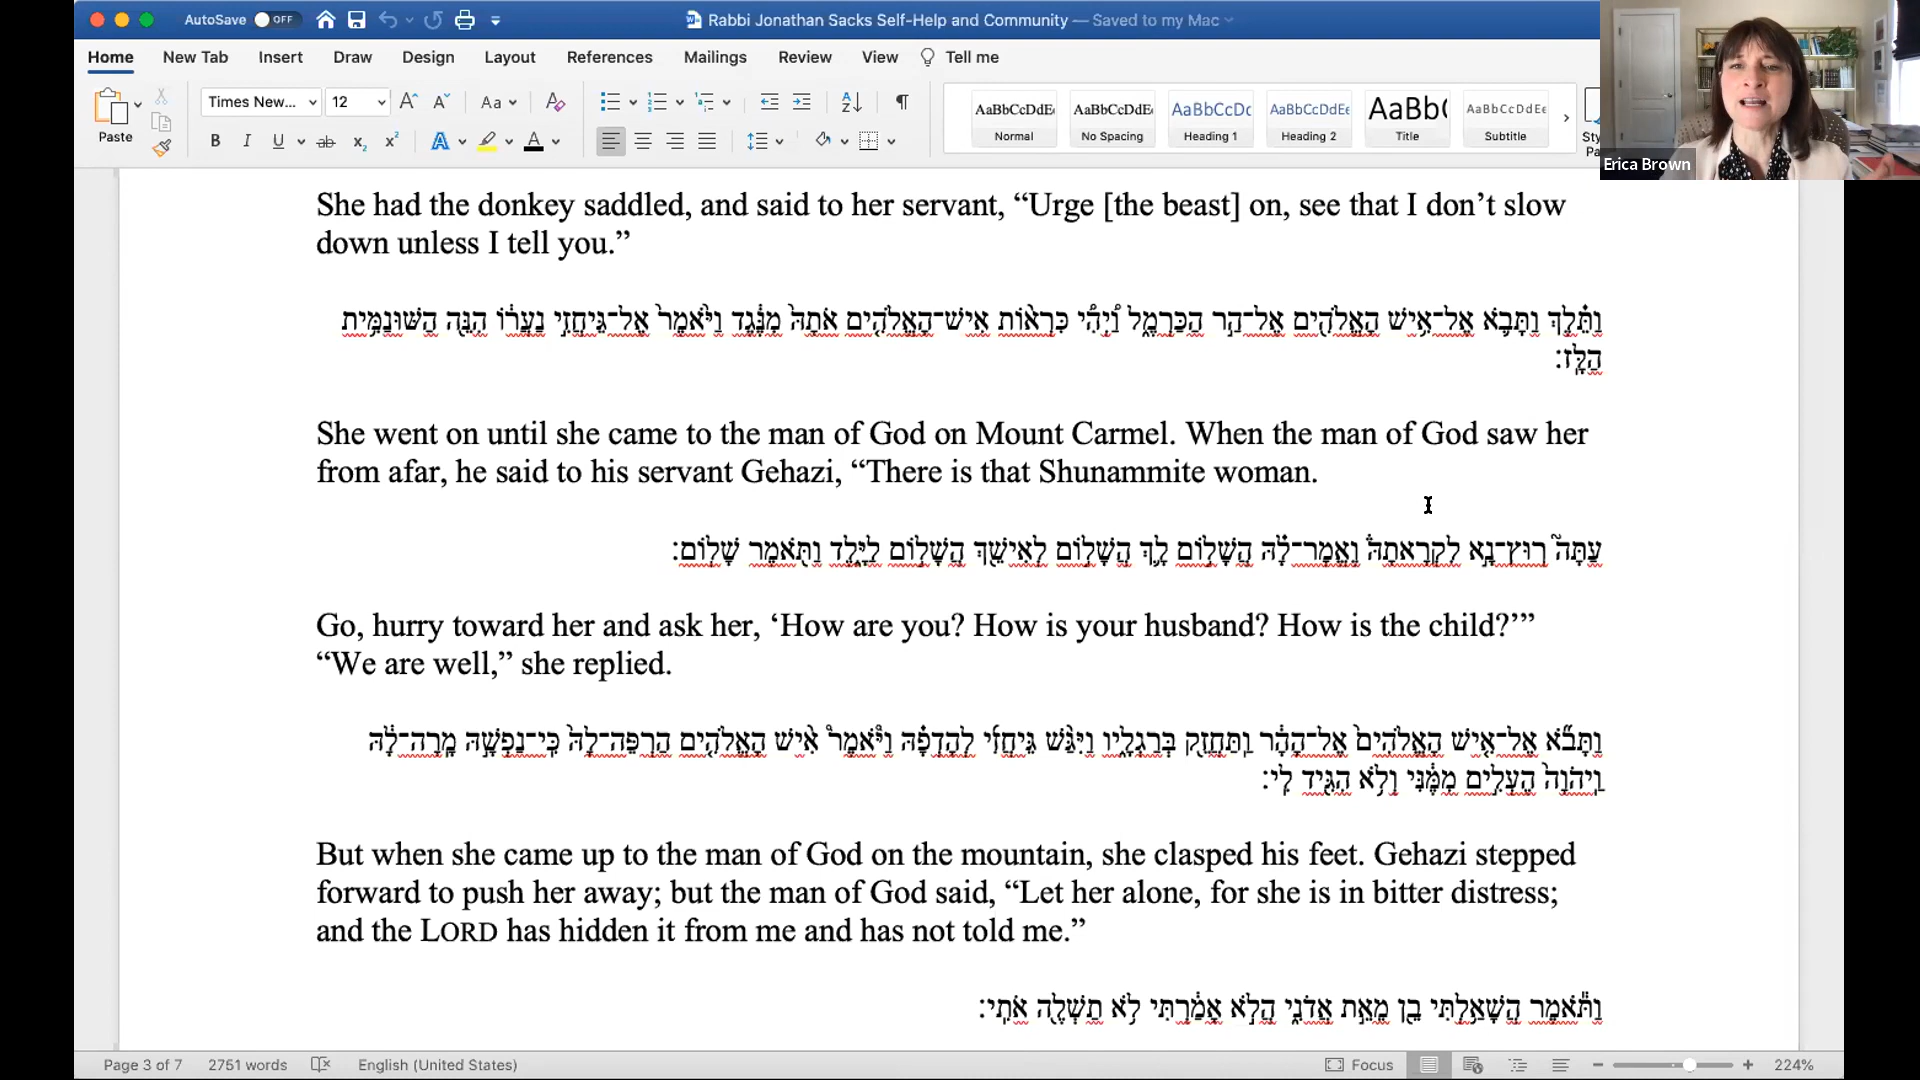 AutoSave OFF Rabbi Jonathan Sacks Self-Help and Community — Saved to my Mac
Home New Tab Insert Draw Design Layout References Mailings Review View Tell me
Times New... 12 Aa
Paste
AaBbCcDdEe AaBbCcDdEe AaBbCcDc AaBbCcDdEe AaBb( AaBbCcDdEe
Normal No Spacing Heading 1 Heading 2 Title Subtitle
Erica Brown
She had the donkey saddled, and said to her servant, “Urge [the beast] on, see that I don’t slow
down unless I tell you.”
וַתֵּ֗לֶךְ וַתָּבֹ֛א אֶל־אִ֥ישׁ הָאֱלֹהִ֖ים אֶל־הַ֣ר הַכַּרְמֶ֑ל וַ֠יְהִ֠י כִּרְא֨וֹת אִישׁ־הָאֱלֹהִ֤ים אֹתָהּ֙ מִנֶּ֔גֶד וַיֹּ֙אמֶר֙ אֶל־גֵּיחֲזִ֣י נַעֲר֔וֹ הִנֵּ֖ה הַשּׁוּנַמִּ֥ית
הַלָּֽז׃
She went on until she came to the man of God on Mount Carmel. When the man of God saw her
from afar, he said to his servant Gehazi, “There is that Shunammite woman.
עַתָּה֮ רֽוּץ־נָ֣א לִקְרָאתָהּ֒ וֶאֱמָר־לָ֗הּ הֲשָׁל֥וֹם לָ֛ךְ הֲשָׁל֥וֹם לְאִישֵׁ֖ךְ הֲשָׁל֣וֹם לַיָּ֑לֶד וַתֹּ֖אמֶר שָׁלֽוֹם׃
Go, hurry toward her and ask her, ‘How are you? How is your husband? How is the child?’”
“We are well,” she replied.
וַתָּבֹ֞א אֶל־אִ֤ישׁ הָֽאֱלֹהִים֙ אֶל־הָהָ֔ר וַֽתַּחֲזֵ֖ק בְּרַגְלָ֑יו וַיִּגַּ֨שׁ גֵּיחֲזִ֜י לְהׇדְפָ֗הּ וַיֹּ֩אמֶר֩ אִ֨ישׁ הָאֱלֹהִ֤ים הַרְפֵּֽה־לָהּ֙ כִּֽי־נַפְשָׁ֣הּ מָֽרָה־לָ֔הּ
וַֽיהֹוָה֙ הֶעְלִ֣ים מִמֶּ֔נִּי וְלֹ֥א הִגִּ֖יד לִֽי׃
But when she came up to the man of God on the mountain, she clasped his feet. Gehazi stepped
forward to push her away; but the man of God said, “Let her alone, for she is in bitter distress;
and the LORD has hidden it from me and has not told me.”
וַתֹּ֕אמֶר הֲשָׁאַ֥לְתִּי בֵ֖ן מֵאֵ֣ת אֲדֹנִ֑י הֲלֹ֣א אָמַ֔רְתִּי לֹ֥א תַשְׁלֶ֖ה אֹתִֽי׃
Page 3 of 7 2751 words English (United States) Focus 224%